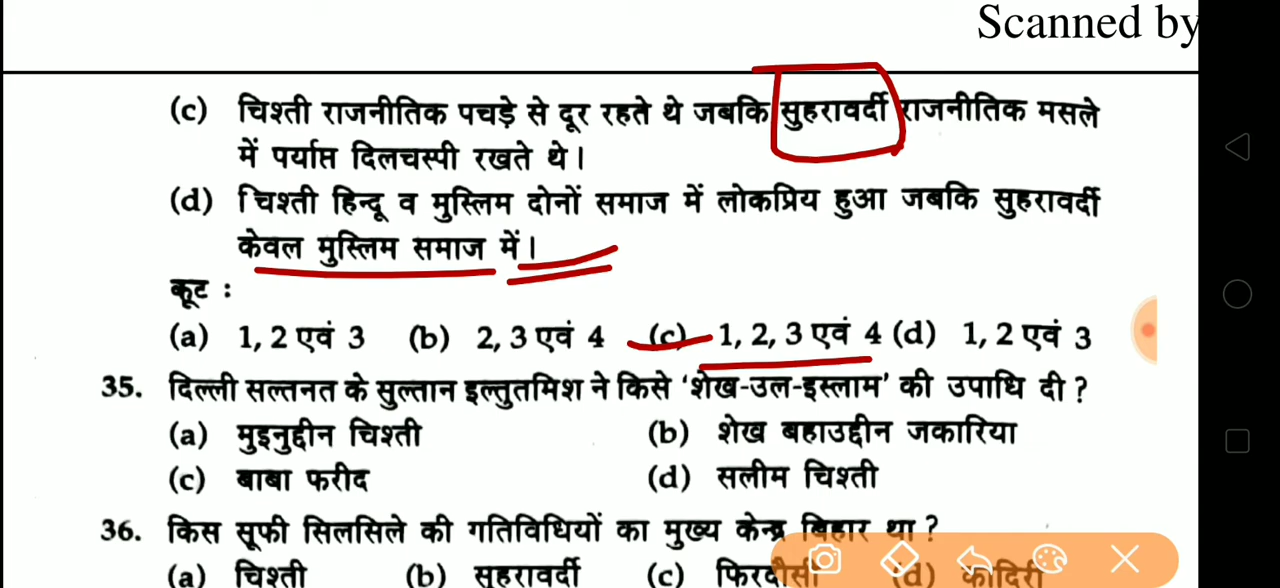 Scanned by
(c) चिश्ती राजनीतिक पचड़े से दूर रहते थे जबकि सुहरावर्दी राजनीतिक मसले
में पर्याप्त दिलचस्पी रखते थे।
(d) चिश्ती हिन्दू व मुस्लिम दोनों समाज में लोकप्रिय हुआ जबकि सुहरावर्दी
केवल मुस्लिम समाज में।
कूट :
(a) 1, 2 एवं 3 (b) 2, 3 एवं 4 (c) 1, 2, 3 एवं 4 (d) 1, 2 एवं 3
35. दिल्ली सल्तनत के सुल्तान इल्तुतमिश ने किसे 'शेख-उल-इस्लाम' की उपाधि दी ?
(a) मुइनुद्दीन चिश्ती (b) शेख बहाउद्दीन जकारिया
(c) बाबा फरीद (d) सलीम चिश्ती
36. किस सूफी सिलसिले की गतिविधियों का मुख्य केन्द्र बिहार था ?
(a) चिश्ती (b) सुहरावर्दी (c) फिरदौसी (d) कादिरी